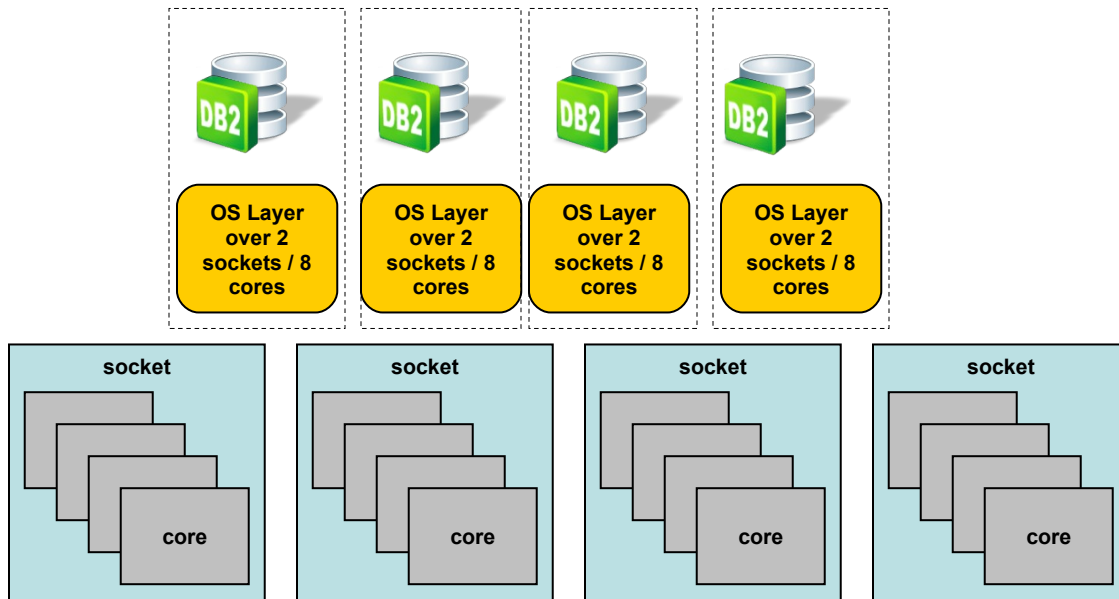 DB2
DB2
DB2
DB2
OS Layer
over 2
sockets / 8
cores
OS Layer
over 2
sockets / 8
cores
OS Layer
over 2
sockets / 8
cores
OS Layer
over 2
sockets / 8
cores
socket
socket
socket
socket
core
core
core
core